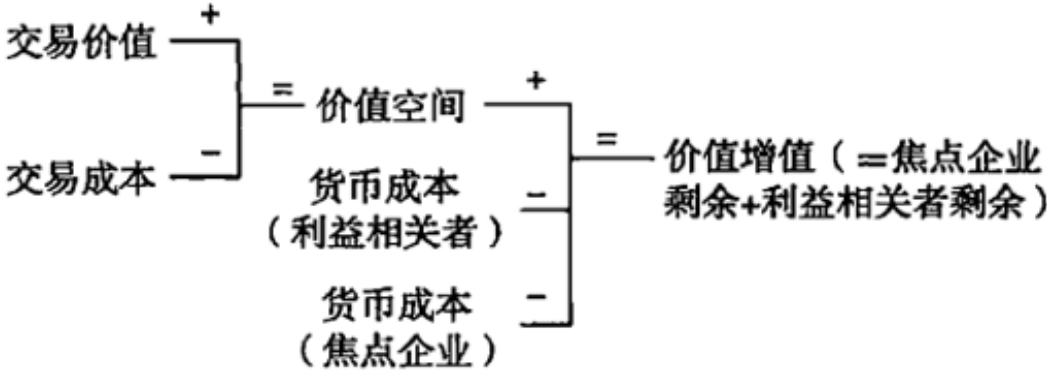 交易价值
+
=
交易成本
-
价值空间
+
货币成本
（利益相关者）
-
货币成本
（焦点企业）
-
=
价值增值（=焦点企业
剩余+利益相关者剩余）